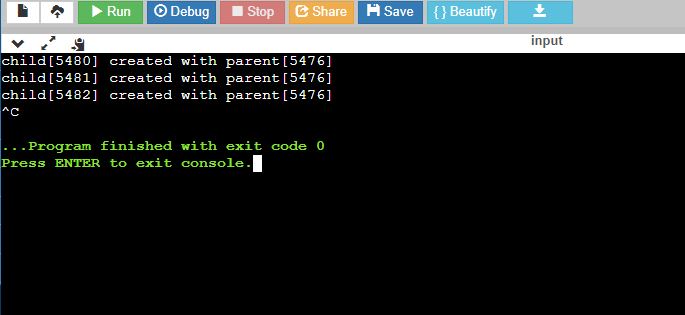 Run Debug Stop Share Save { } Beautify
input
child[5480] created with parent[5476]
child[5481] created with parent[5476]
child[5482] created with parent[5476]
^C
...Program finished with exit code 0
Press ENTER to exit console.